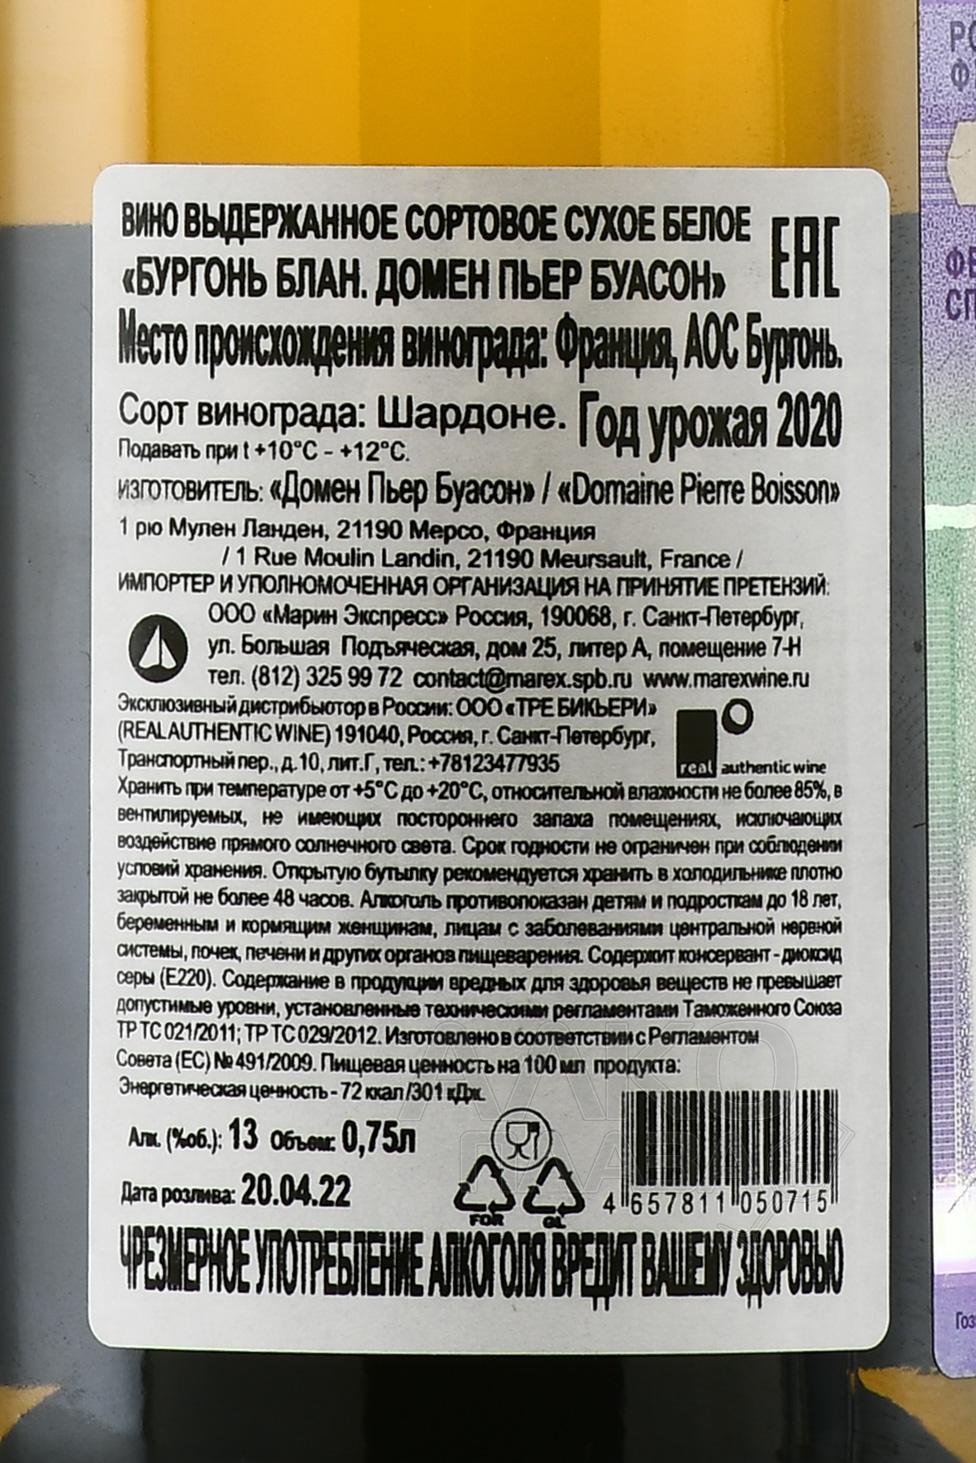 ВИНО ВЫДЕРЖАННОЕ СОРТОВОЕ СУХОЕ БЕЛОЕ
«БУРГОНЬ БЛАН. ДОМЕН ПЬЕР БУАСОН»
EAC
Место происхождения винограда: Франция, АОС Бургонь.
Сорт винограда: Шардоне. Год урожая 2020
Подавать при t +10°C - +12°C.
ИЗГОТОВИТЕЛЬ: «Домен Пьер Буасон» / «Domaine Pierre Boisson»
1 рю Мулен Ланден, 21190 Мерсо, Франция
/ 1 Rue Moulin Landin, 21190 Meursault, France /
ИМПОРТЕР И УПОЛНОМОЧЕННАЯ ОРГАНИЗАЦИЯ НА ПРИНЯТИЕ ПРЕТЕНЗИЙ:
ООО «Марин Экспресс» Россия, 190068, г. Санкт-Петербург,
ул. Большая Подъяческая, дом 25, литер А, помещение 7-Н
тел. (812) 325 99 72 contact@marex.spb.ru www.marexwine.ru
Эксклюзивный дистрибьютор в России: ООО «ТРЕ БИКЬЕРИ»
(REAL AUTHENTIC WINE) 191040, Россия, г. Санкт-Петербург,
Транспортный пер., д.10, лит.Г, тел.: +78123477935
real authentic wine
Хранить при температуре от +5°С до +20°С, относительной влажности не более 85%, в
вентилируемых, не имеющих постороннего запаха помещениях, исключающих
воздействие прямого солнечного света. Срок годности не ограничен при соблюдении
условий хранения. Открытую бутылку рекомендуется хранить в холодильнике плотно
закрытой не более 48 часов. Алкоголь противопоказан детям и подросткам до 18 лет,
беременным и кормящим женщинам, лицам с заболеваниями центральной нервной
системы, почек, печени и других органов пищеварения. Содержит консервант - диоксид
серы (Е220). Содержание в продукции вредных для здоровья веществ не превышает
допустимые уровни, установленные техническими регламентами Таможенного Союза
ТР ТС 021/2011; ТР ТС 029/2012. Изготовлено в соответствии с Регламентом
Совета (ЕС) № 491/2009. Пищевая ценность на 100 мл продукта:
Энергетическая ценность - 72 ккал /301 кДж.
Алк. (%об.): 13 Объем: 0,75л
Дата розлива: 20.04.22
FOR GL
4 657811 050715
ЧРЕЗМЕРНОЕ УПОТРЕБЛЕНИЕ АЛКОГОЛЯ ВРЕДИТ ВАШЕМУ ЗДОРОВЬЮ